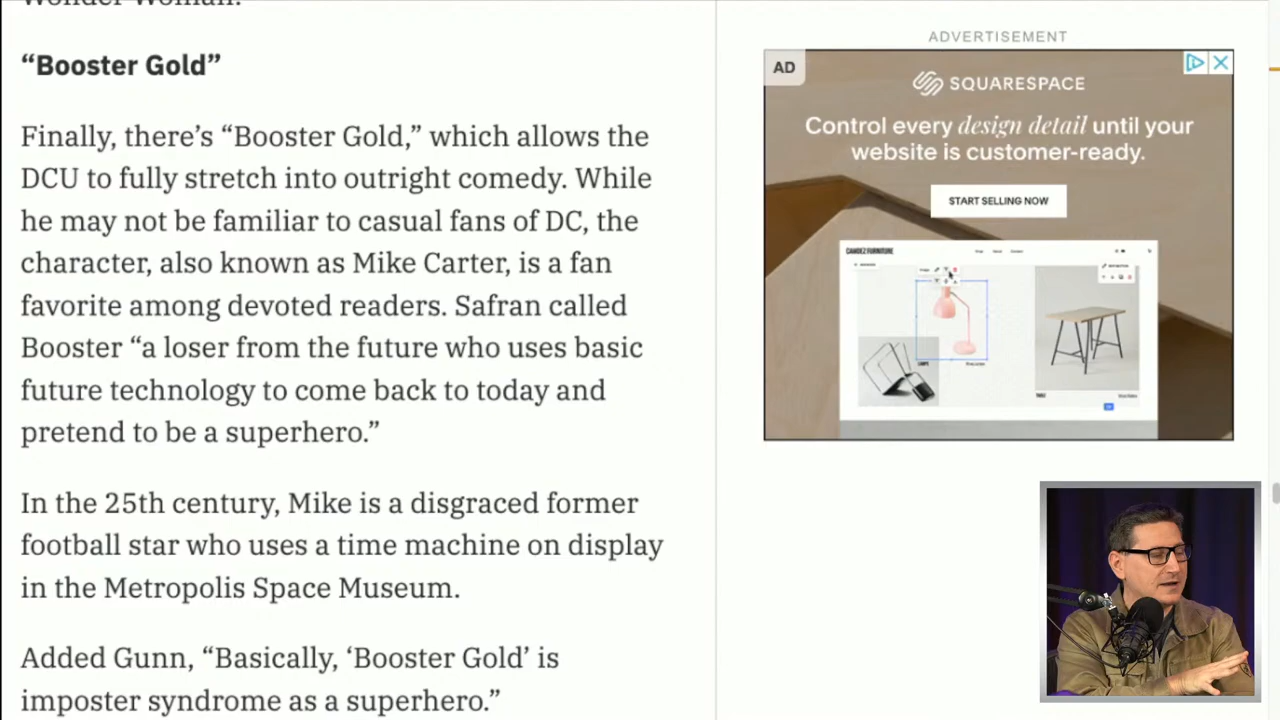 “Booster Gold”
Finally, there’s “Booster Gold,” which allows the
DCU to fully stretch into outright comedy. While
he may not be familiar to casual fans of DC, the
character, also known as Mike Carter, is a fan
favorite among devoted readers. Safran called
Booster “a loser from the future who uses basic
future technology to come back to today and
pretend to be a superhero.”
In the 25th century, Mike is a disgraced former
football star who uses a time machine on display
in the Metropolis Space Museum.
Added Gunn, “Basically, ‘Booster Gold’ is
imposter syndrome as a superhero.”
ADVERTISEMENT
AD
SQUARESPACE
Control every design detail until your
website is customer-ready.
START SELLING NOW